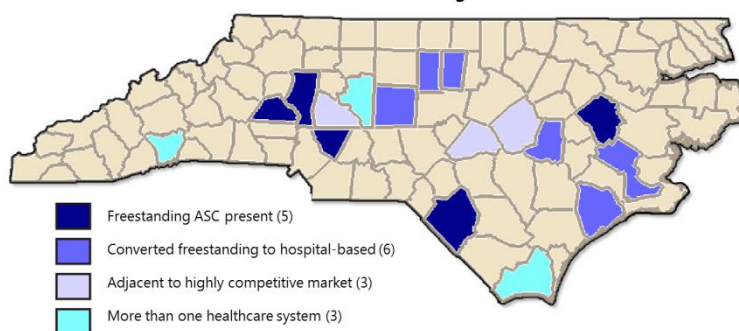 Freestanding ASC present (5)
Converted freestanding to hospital-based (6)
Adjacent to highly competitive market (3)
More than one healthcare system (3)